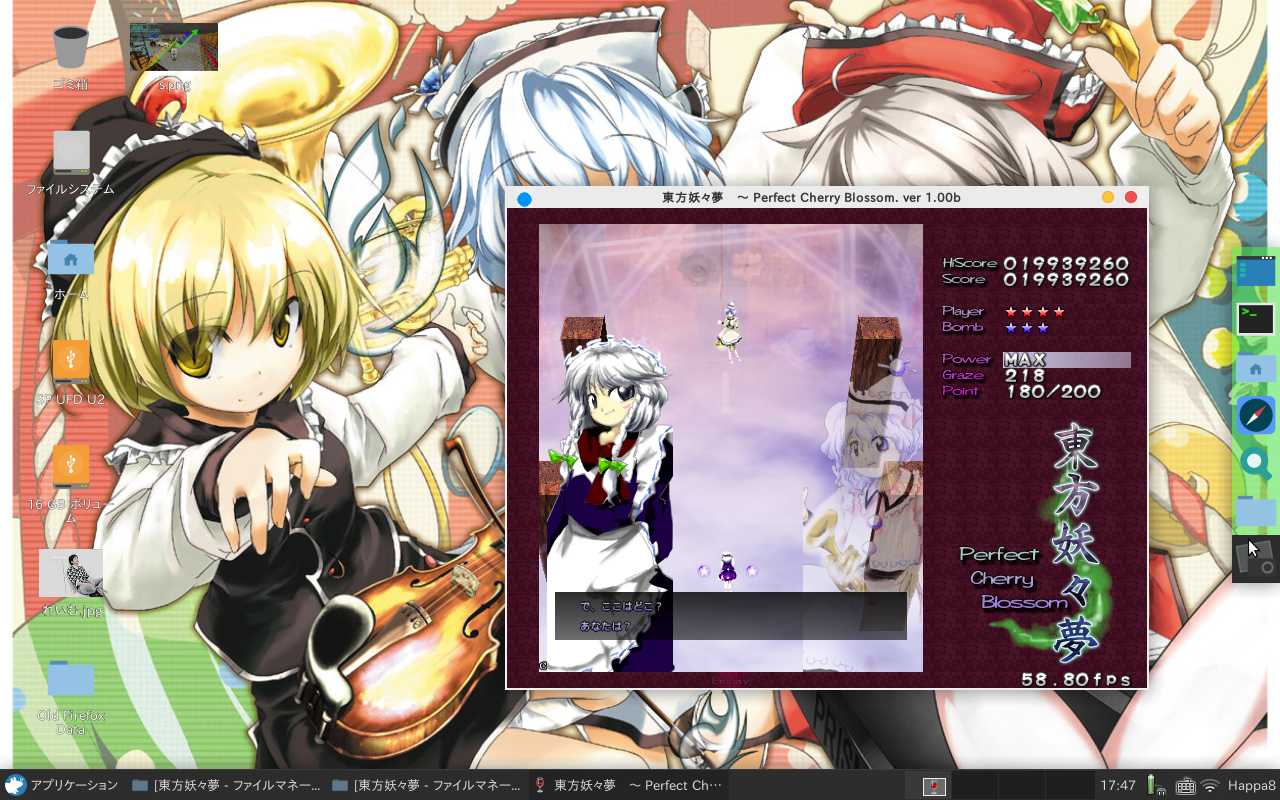 ゴミ箱
s.png
ファイルシステム
ホーム
SP UFD U2
16 GB ボリュー
ム
れいむ.jpg
Old Firefox
Data
東方妖々夢　～ Perfect Cherry Blossom. ver 1.00b
HiScore 019939260
Score 019939260
Player ★★★★
Bomb ★★★
Power MAX
Graze 218
Point 180/200
東方妖々夢
Perfect
Cherry
Blossom
で、ここはどこ？
あなたは？
Enemy
58.80fps
PRIS
アプリケーション
[東方妖々夢 - ファイルマネー...
[東方妖々夢 - ファイルマネー...
東方妖々夢　～ Perfect Ch…
17:47
Happa8